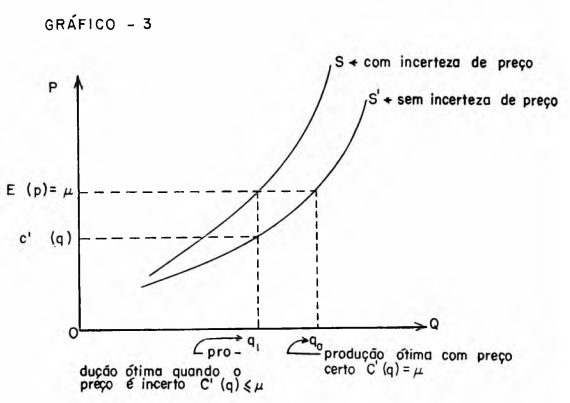 GRÁFICO - 3
S ← com incerteza de preço
P
S' ← sem incerteza de preço
E (p) = μ
c' (q)
O
Q
q₁
q₀
pro-
dução ótima quando o
preço é incerto C' (q) ≤ μ
produção ótima com preço
certo C' (q) = μ